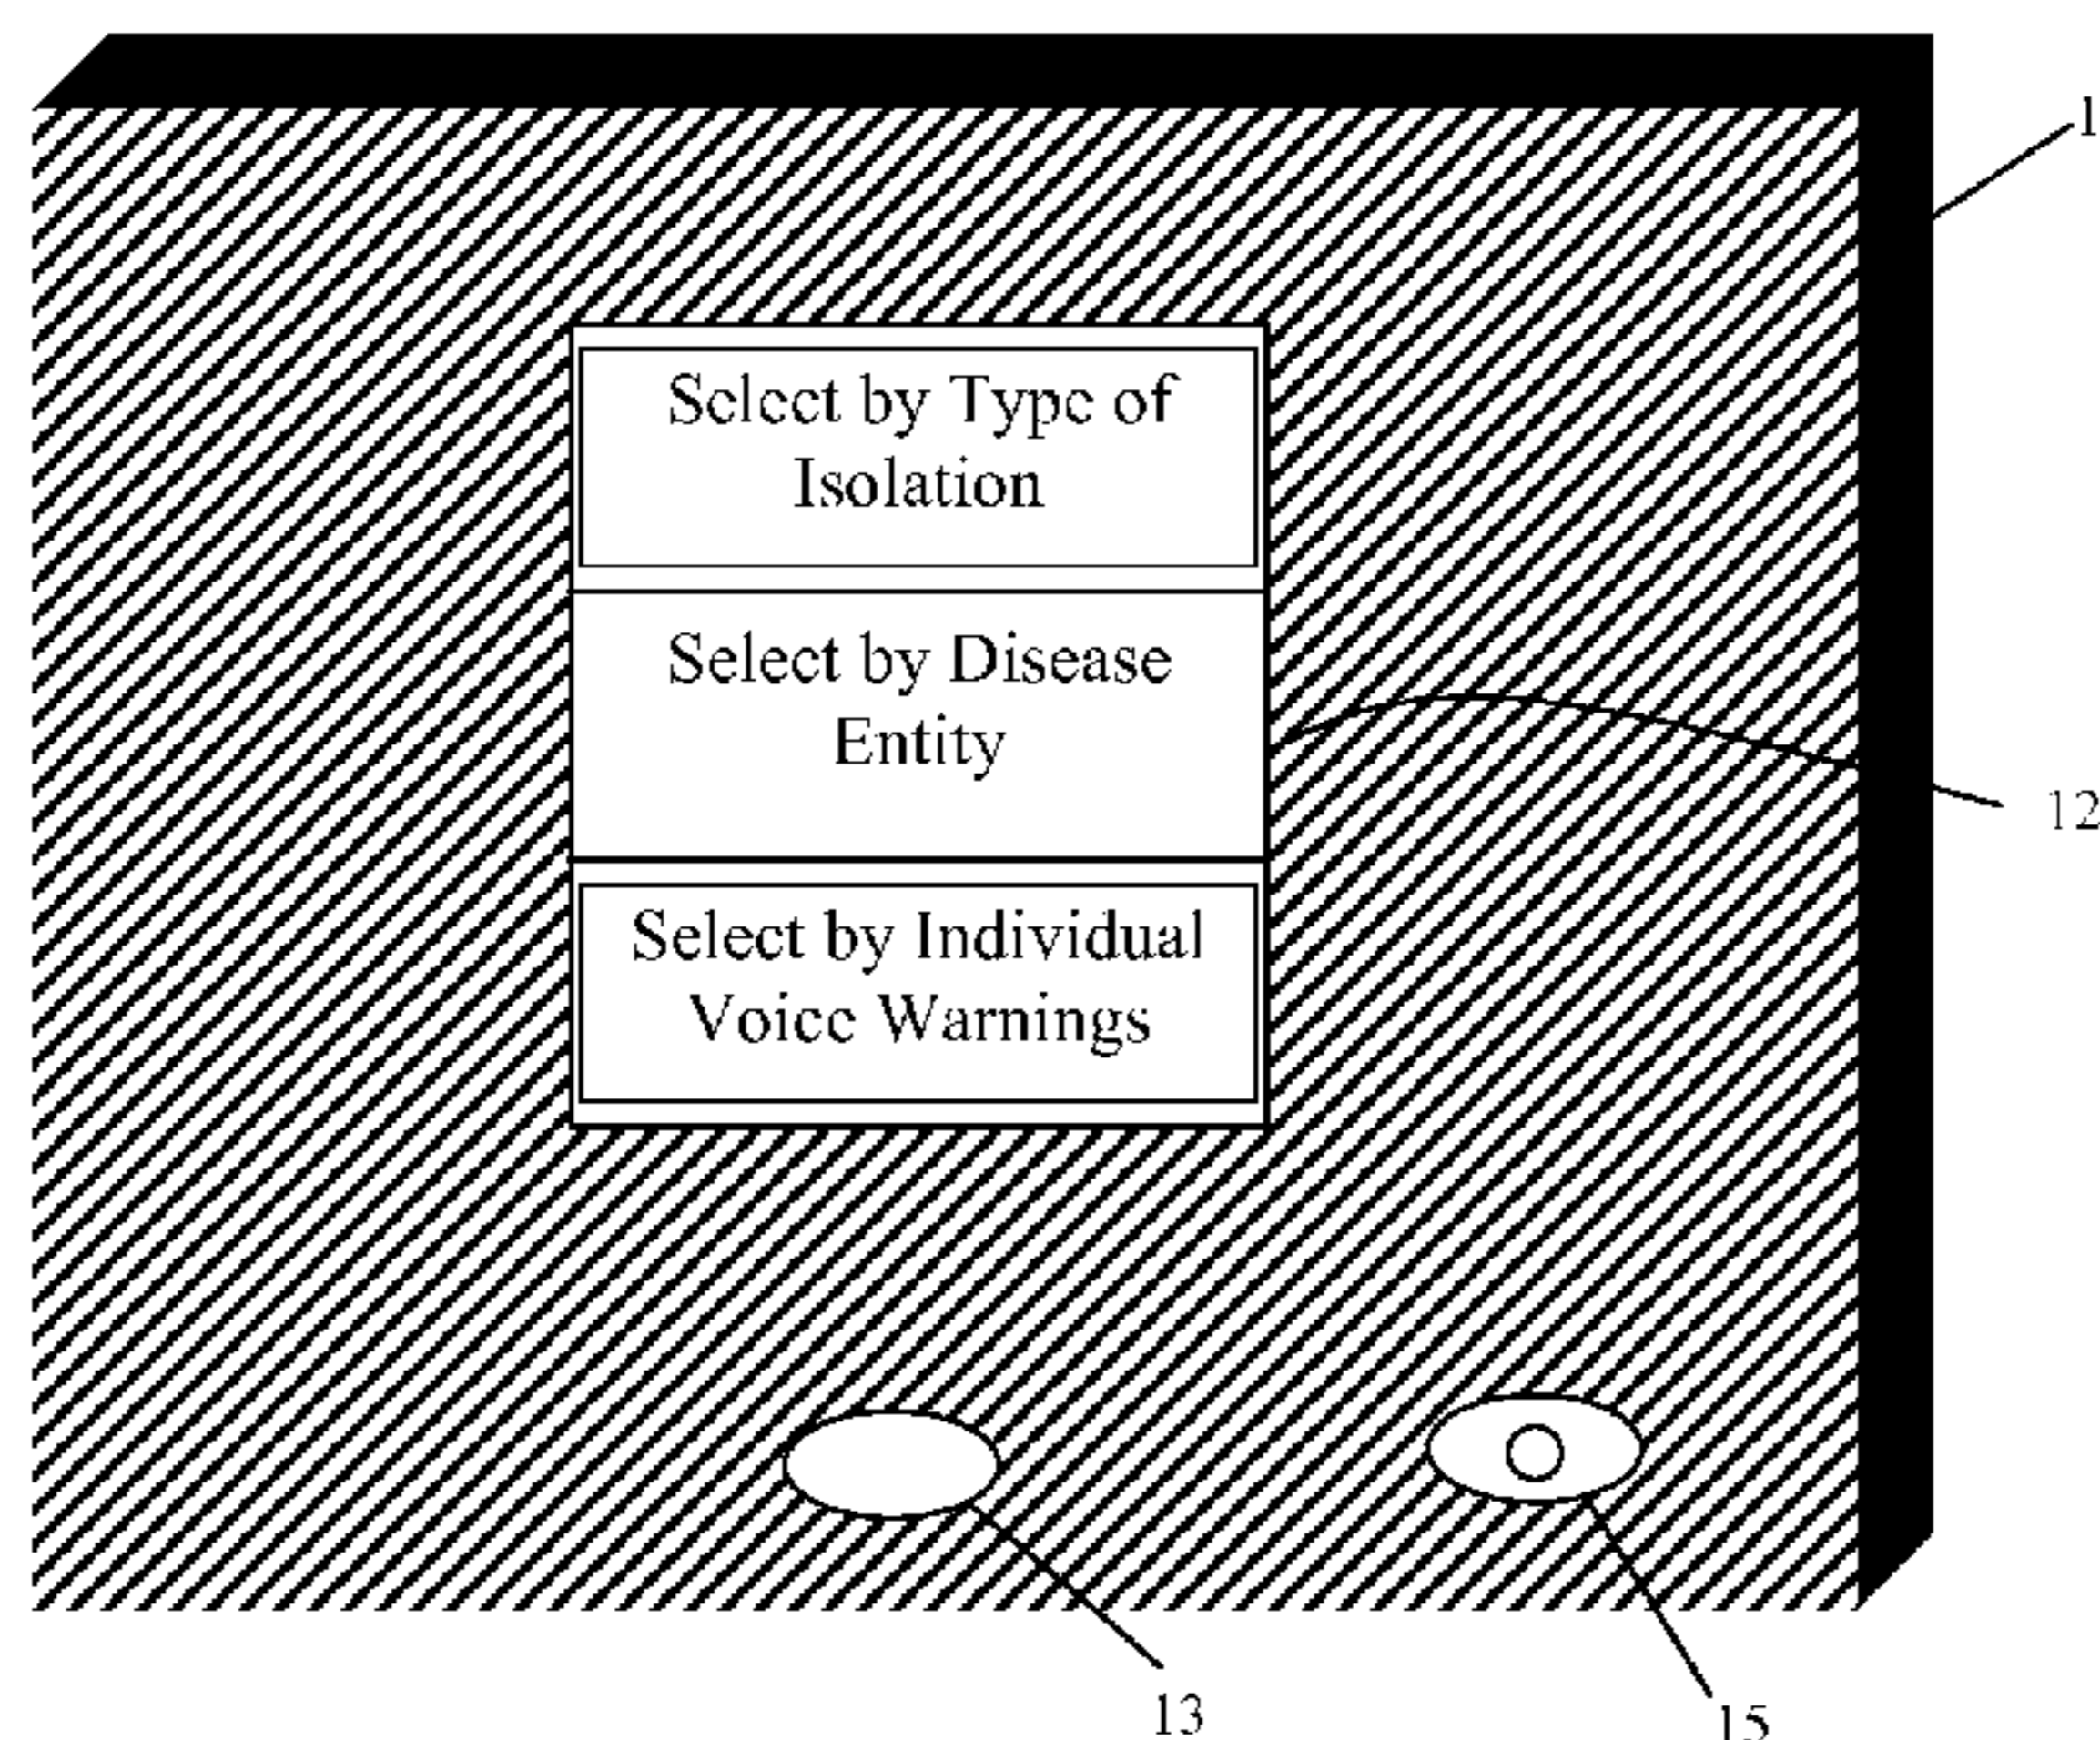 1
Select by Type of
Isolation
Select by Disease
Entity
12
Select by Individual
Voice Warnings
13
15